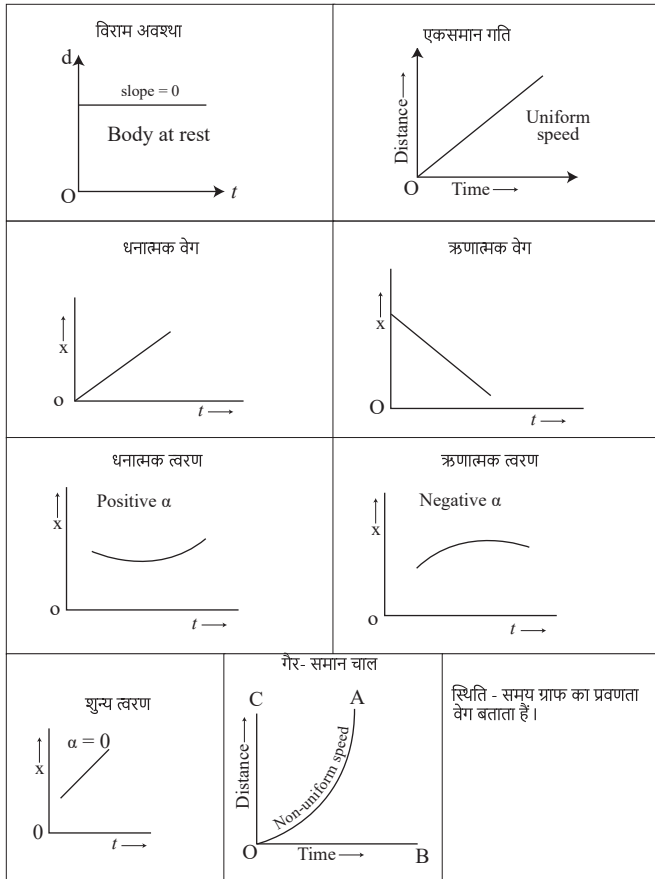 विराम अवश्था
d
slope = 0
Body at rest
O
t
एकसमान गति
Distance
Uniform
speed
O
Time
धनात्मक वेग
x
o
t
ऋणात्मक वेग
x
O
t
धनात्मक त्वरण
Positive α
x
o
t
ऋणात्मक त्वरण
Negative α
x
o
t
शुन्य त्वरण
α = 0
x
0
t
गैर- समान चाल
C
A
Distance
Non-uniform speed
O
Time
B
स्थिति - समय ग्राफ का प्रवणता
वेग बताता हैं।